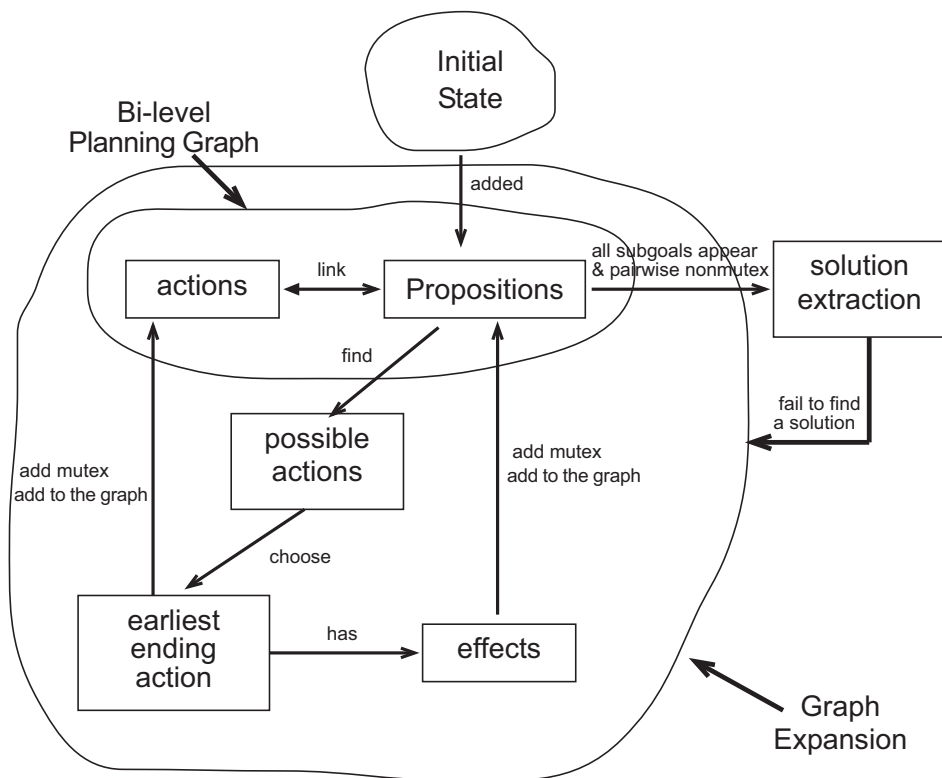 Initial
State
Bi-level
Planning Graph
added
all subgoals appear
& pairwise nonmutex
solution
extraction
actions
link
Propositions
find
fail to find
a solution
possible
actions
add mutex
add to the graph
add mutex
add to the graph
choose
earliest
ending
action
has
effects
Graph
Expansion